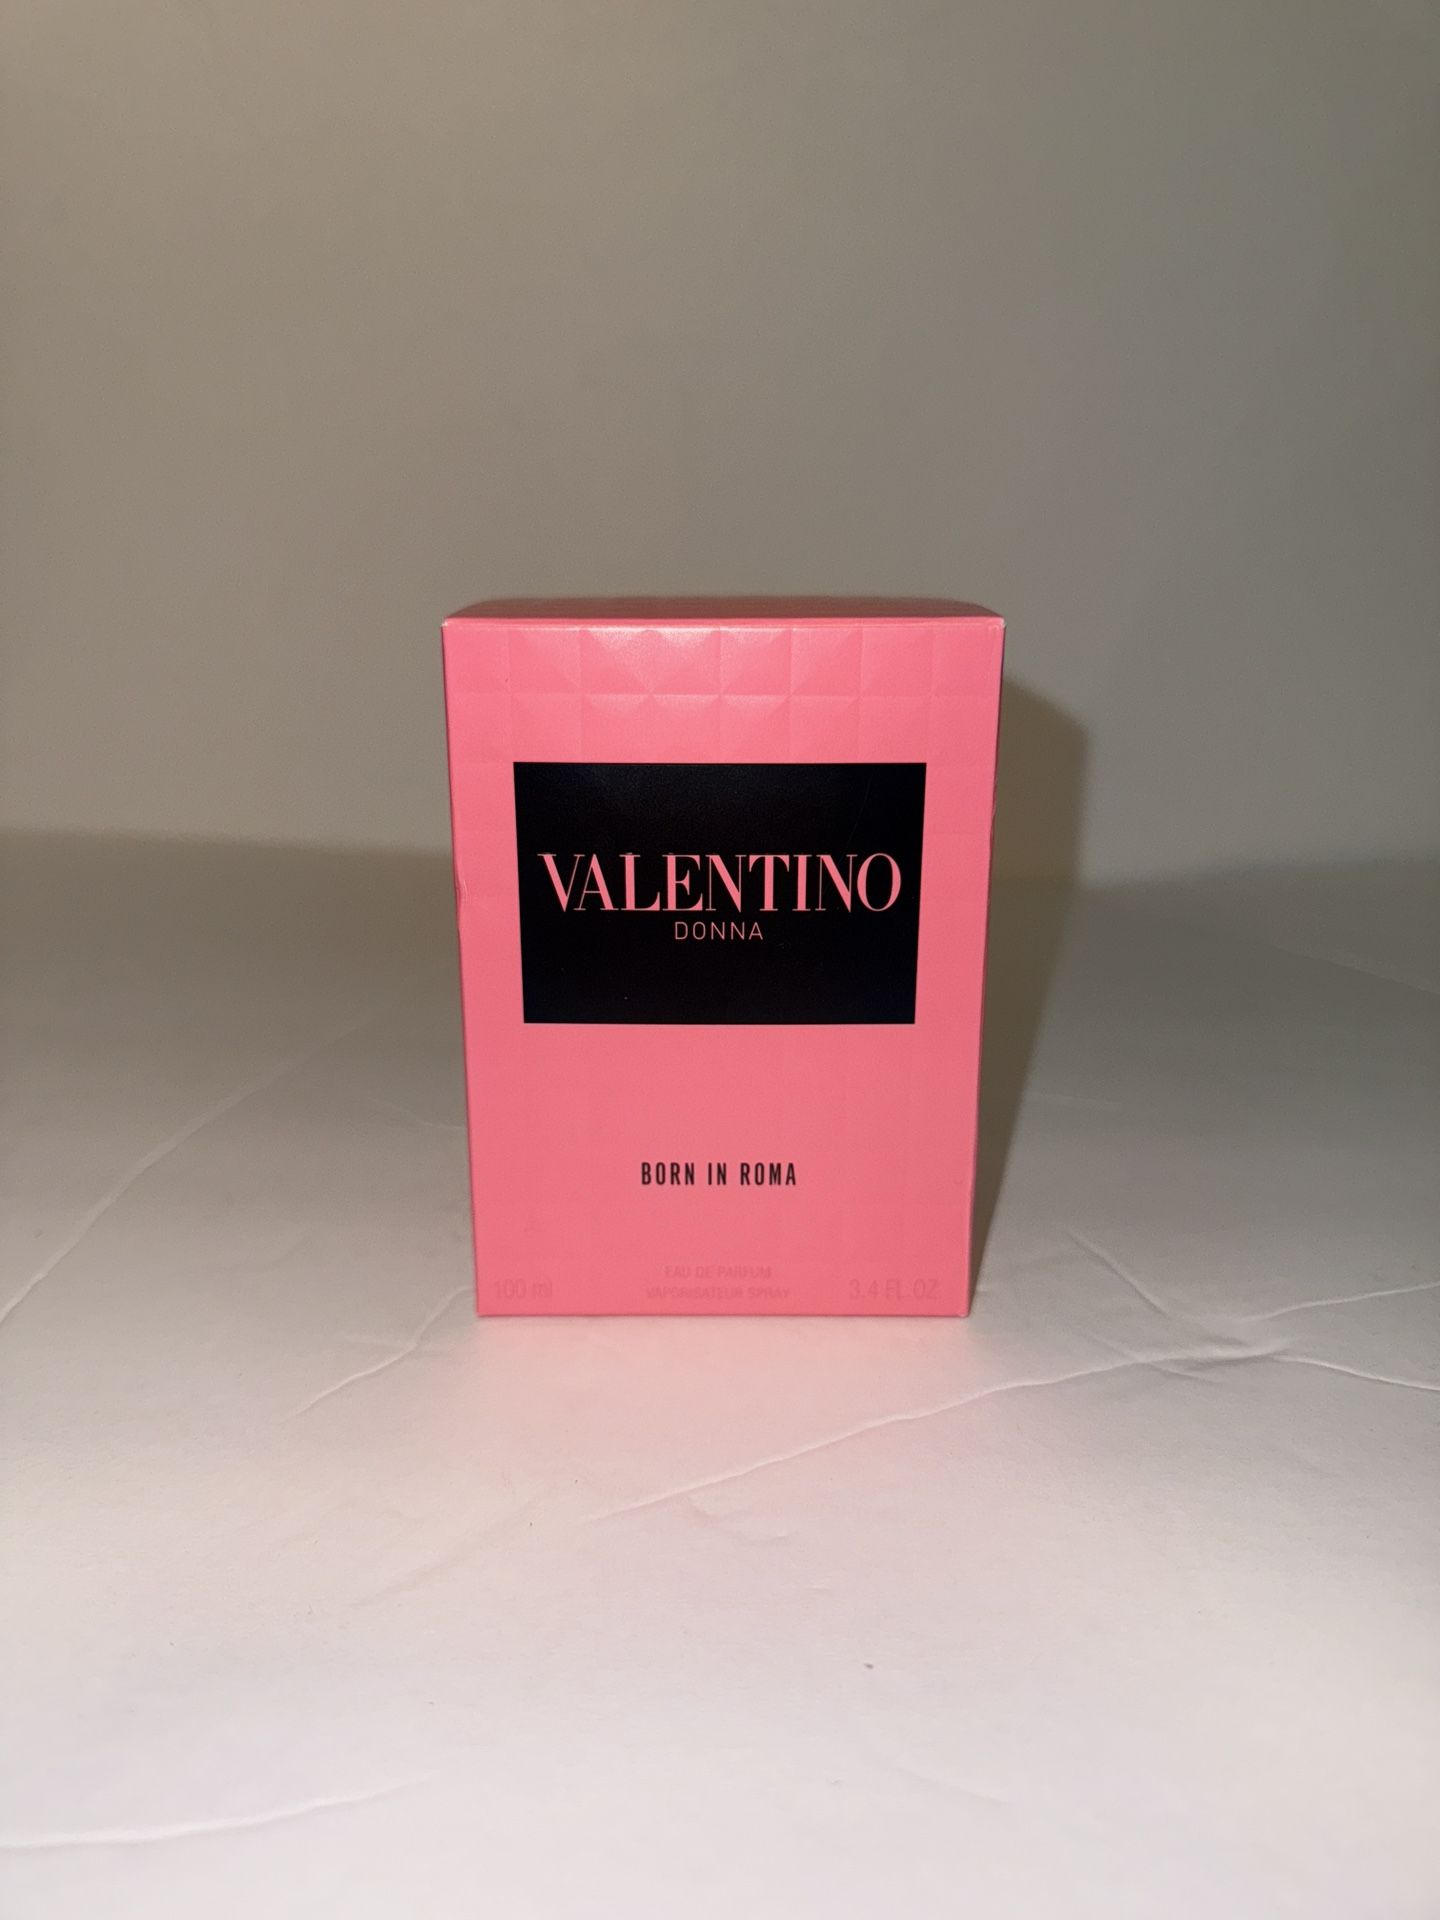 VALENTINO
DONNA
BORN IN ROMA
EAU DE PARFUM
100 ml VAPORISATEUR SPRAY 3.4 FL.OZ